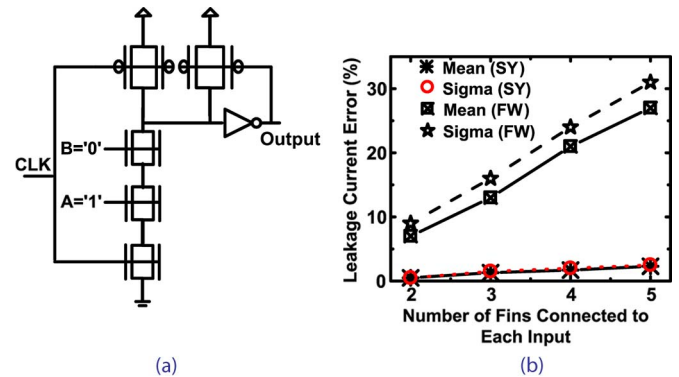 CLK
B='0'
A='1'
Output
(a)
Leakage Current Error (%)
30
20
10
0
Mean (SY)
Sigma (SY)
Mean (FW)
Sigma (FW)
2 3 4 5
Number of Fins Connected to
Each Input
(b)